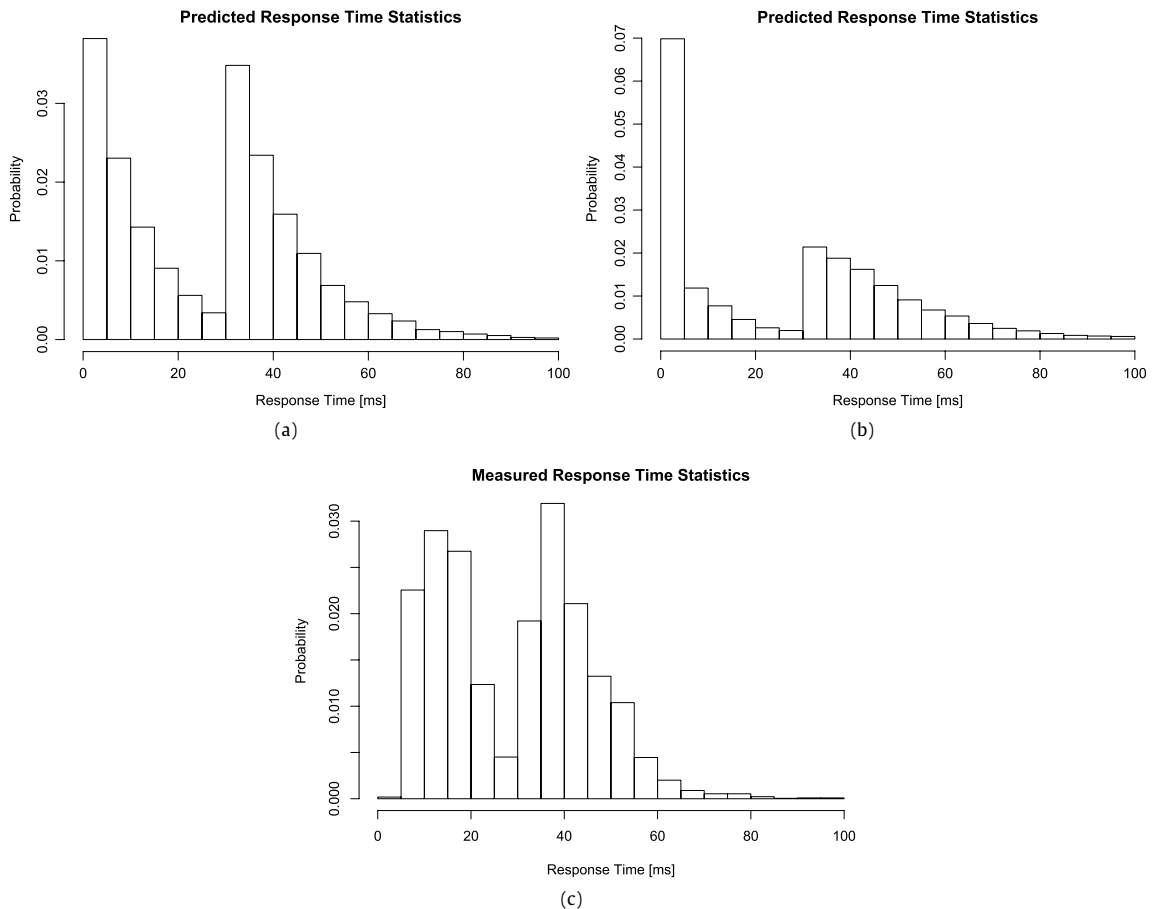 Predicted Response Time Statistics
Probability
0.00 0.01 0.02 0.03
0 20 40 60 80 100
Response Time [ms]
(a)
Predicted Response Time Statistics
Probability
0.00 0.01 0.02 0.03 0.04 0.05 0.06 0.07
0 20 40 60 80 100
Response Time [ms]
(b)
Measured Response Time Statistics
Probability
0.000 0.010 0.020 0.030
0 20 40 60 80 100
Response Time [ms]
(c)